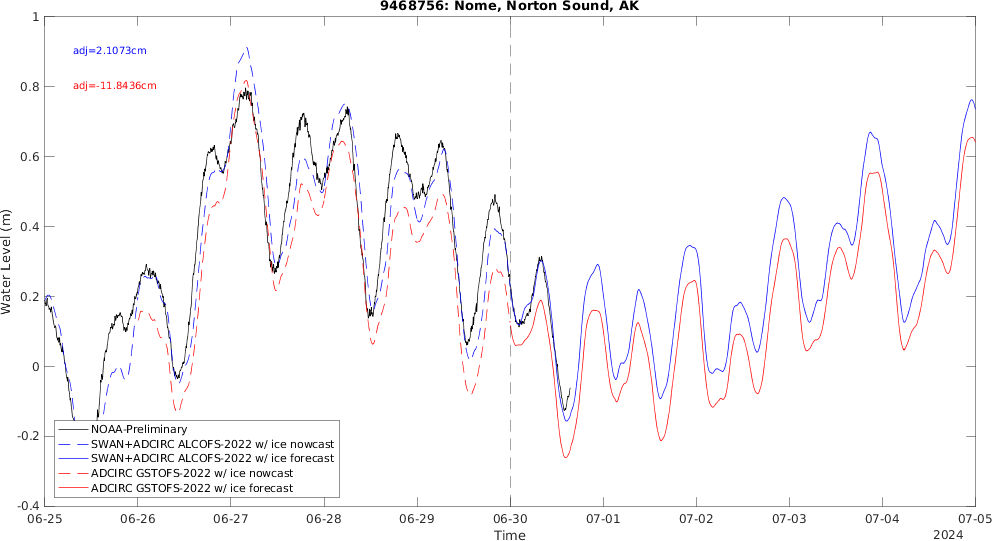 9468756: Nome, Norton Sound, AK
adj=2.1073cm
adj=-11.8436cm
Water Level (m)
1
0.8
0.6
0.4
0.2
0
-0.2
-0.4
NOAA-Preliminary
SWAN+ADCIRC ALCOFS-2022 w/ ice nowcast
SWAN+ADCIRC ALCOFS-2022 w/ ice forecast
ADCIRC GSTOFS-2022 w/ ice nowcast
ADCIRC GSTOFS-2022 w/ ice forecast
06-25 06-26 06-27 06-28 06-29 06-30 07-01 07-02 07-03 07-04 07-05
Time
2024